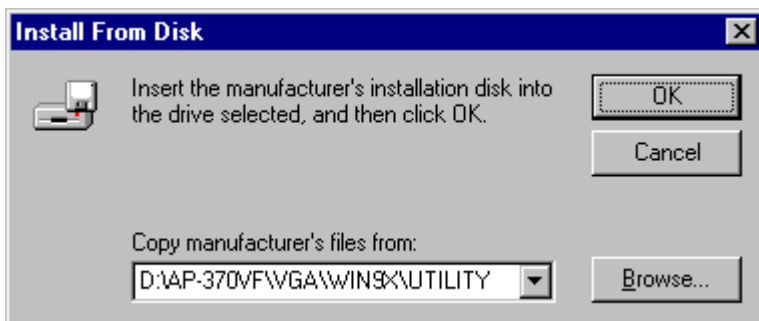 Install From Disk
Insert the manufacturer's installation disk into
the drive selected, and then click OK.
OK
Cancel
Copy manufacturer's files from:
D:\AP-370VF\VGA\WIN9X\UTILITY
Browse...